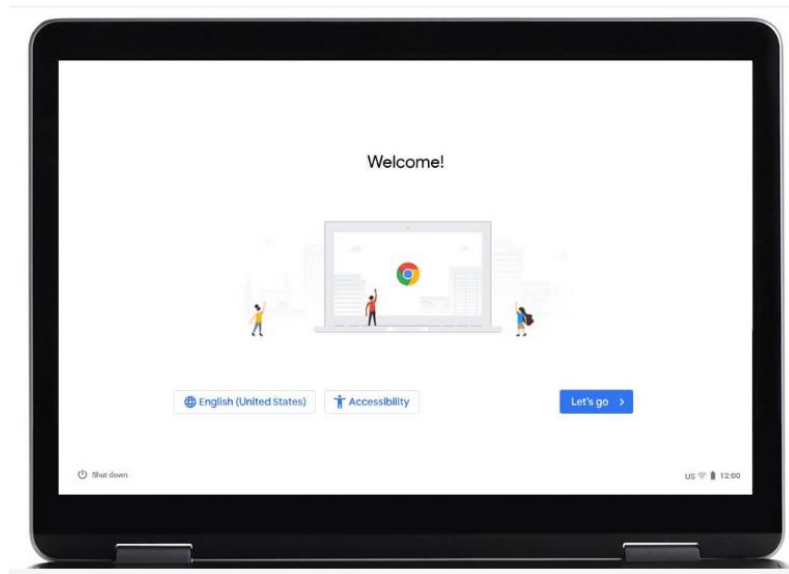 Welcome!
English (United States)
Accessibility
Let's go
Shut down
US
12:00